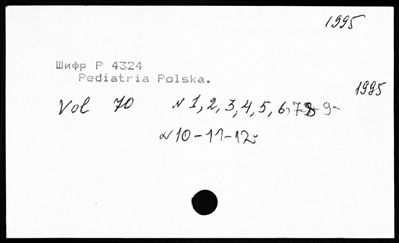 1995
Шифр P 4324
Pediatria Polska.
1995
Vol 70 N 1, 2, 3, 4, 5, 6, 7 8 9-
N 10-11-12